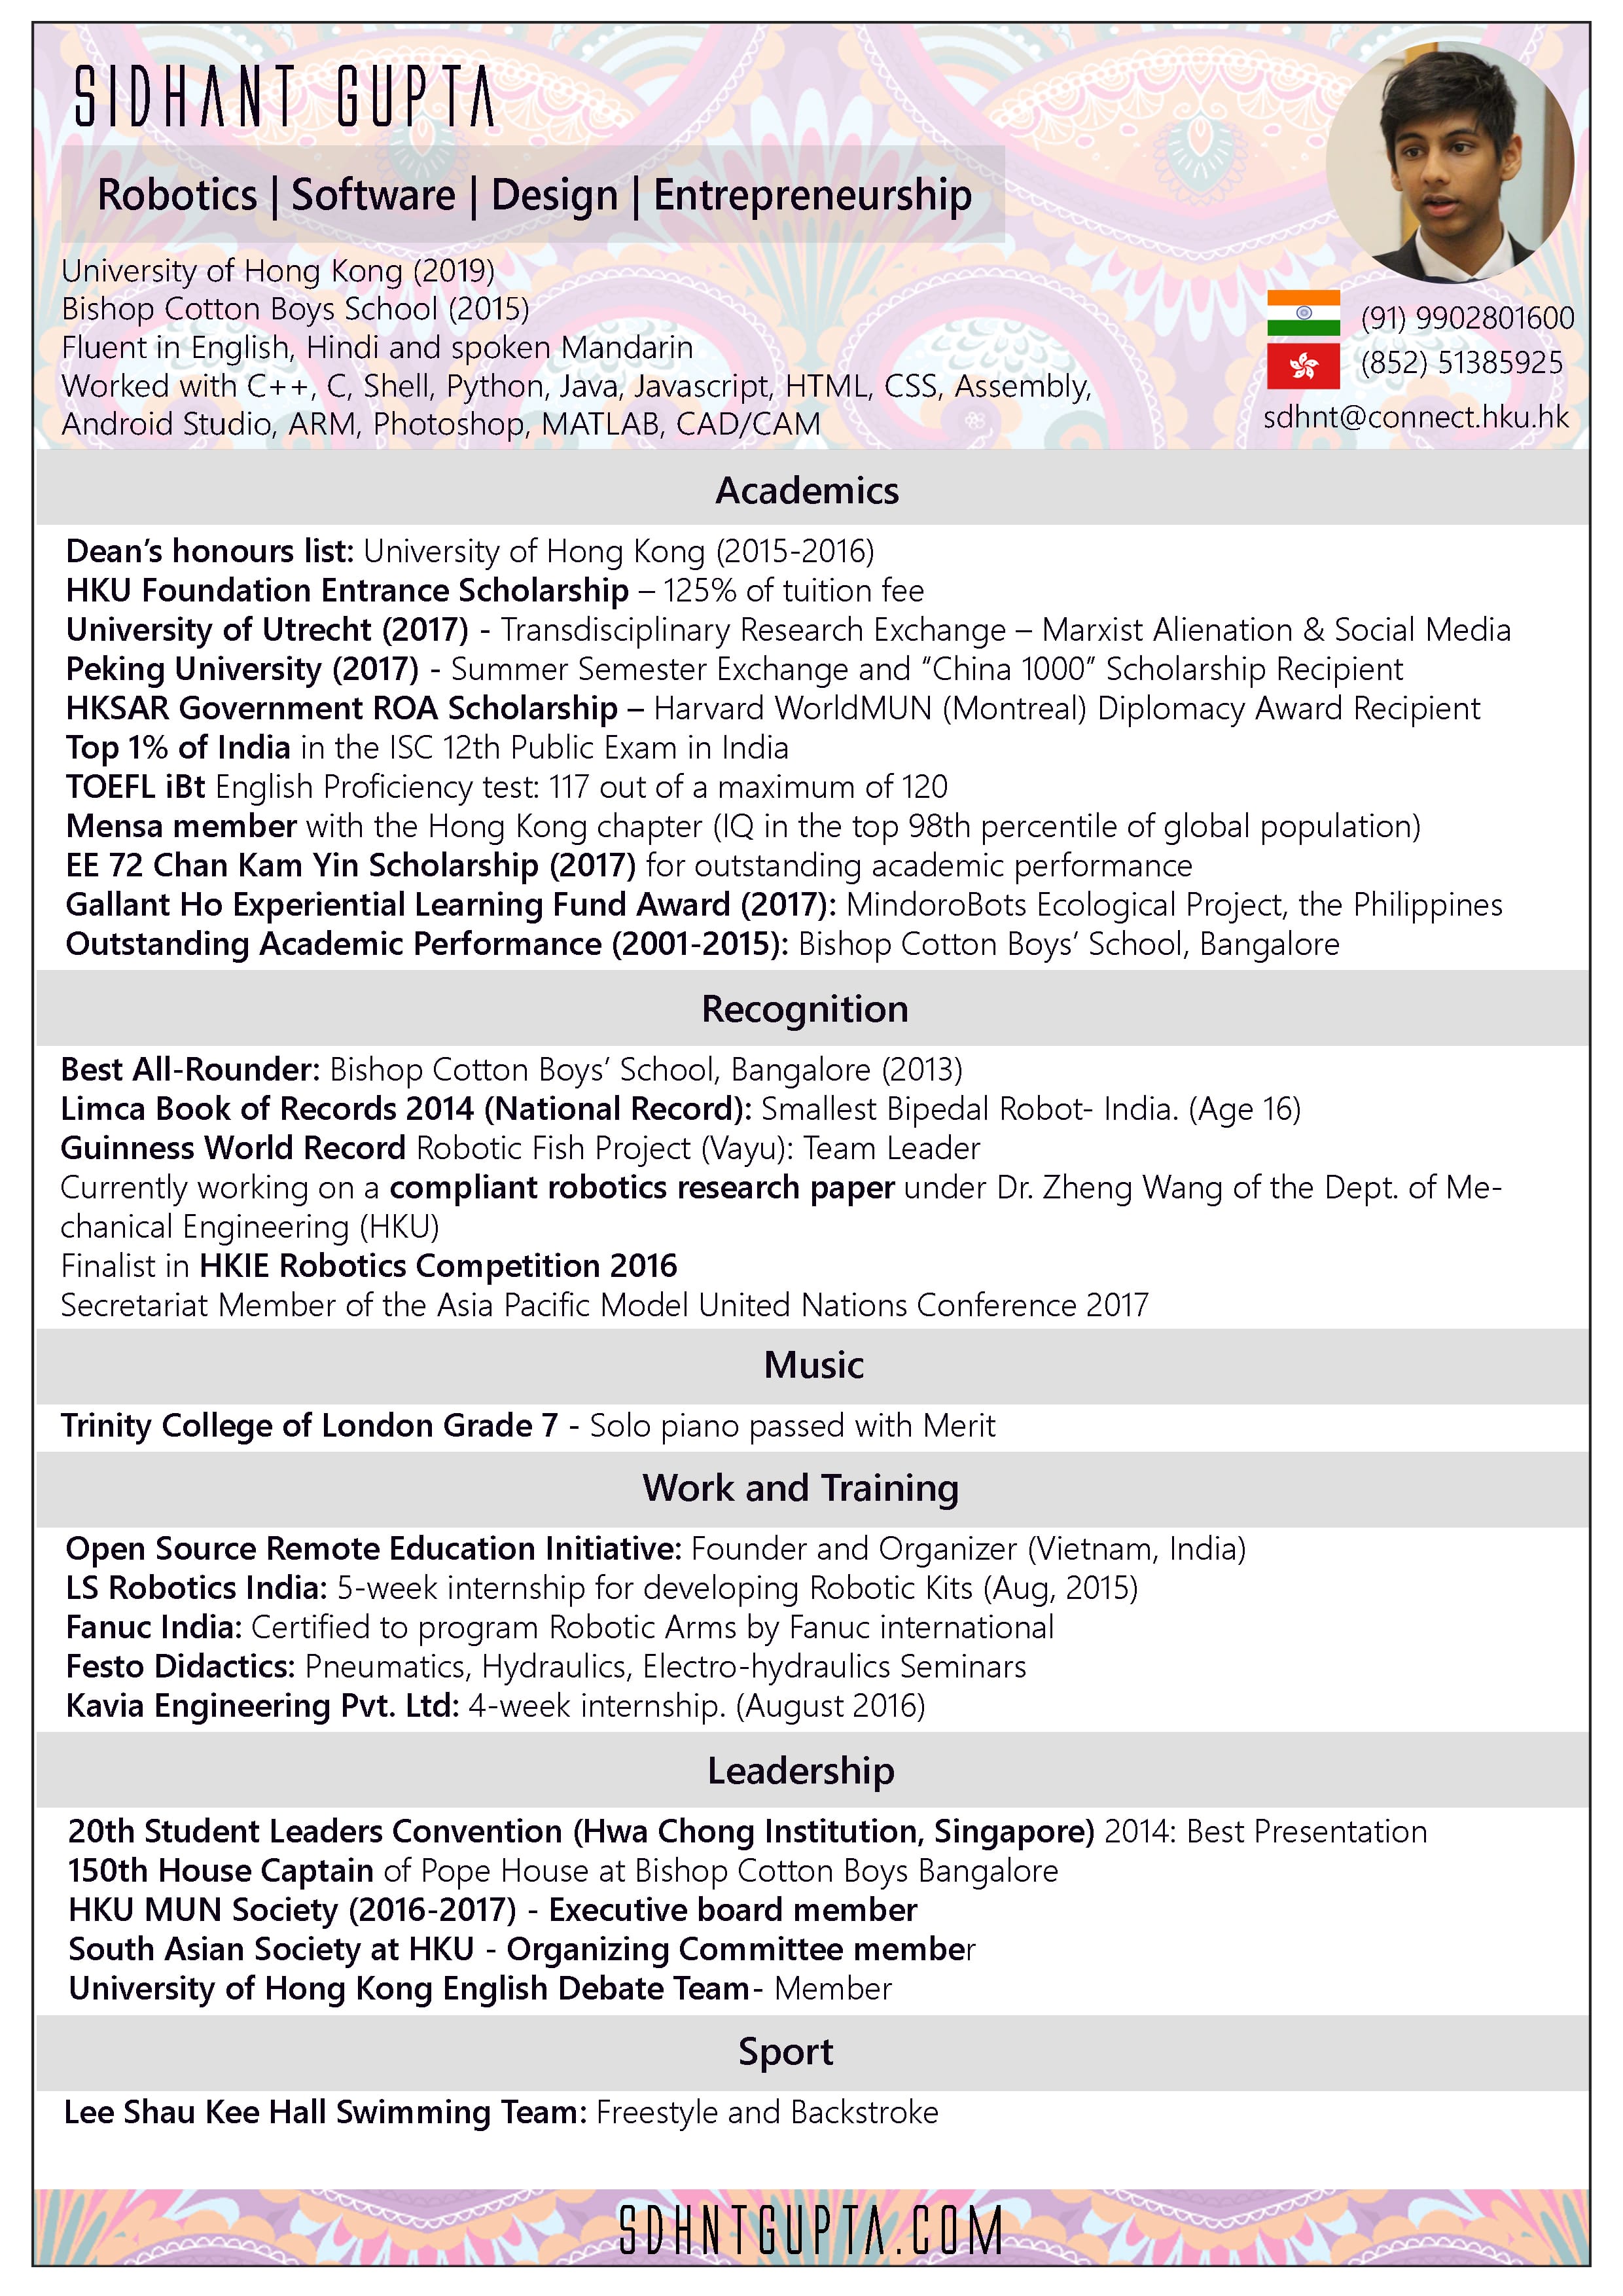 SIDHANT GUPTA
Robotics | Software | Design | Entrepreneurship
University of Hong Kong (2019)
Bishop Cotton Boys School (2015)
Fluent in English, Hindi and spoken Mandarin
Worked with C++, C, Shell, Python, Java, Javascript, HTML, CSS, Assembly,
Android Studio, ARM, Photoshop, MATLAB, CAD/CAM
(91) 9902801600
(852) 51385925
sdhnt@connect.hku.hk
Academics
Dean’s honours list: University of Hong Kong (2015-2016)
HKU Foundation Entrance Scholarship – 125% of tuition fee
University of Utrecht (2017) - Transdisciplinary Research Exchange – Marxist Alienation & Social Media
Peking University (2017) - Summer Semester Exchange and “China 1000” Scholarship Recipient
HKSAR Government ROA Scholarship – Harvard WorldMUN (Montreal) Diplomacy Award Recipient
Top 1% of India in the ISC 12th Public Exam in India
TOEFL iBt English Proficiency test: 117 out of a maximum of 120
Mensa member with the Hong Kong chapter (IQ in the top 98th percentile of global population)
EE 72 Chan Kam Yin Scholarship (2017) for outstanding academic performance
Gallant Ho Experiential Learning Fund Award (2017): MindoroBots Ecological Project, the Philippines
Outstanding Academic Performance (2001-2015): Bishop Cotton Boys’ School, Bangalore
Recognition
Best All-Rounder: Bishop Cotton Boys’ School, Bangalore (2013)
Limca Book of Records 2014 (National Record): Smallest Bipedal Robot- India. (Age 16)
Guinness World Record Robotic Fish Project (Vayu): Team Leader
Currently working on a compliant robotics research paper under Dr. Zheng Wang of the Dept. of Me-
chanical Engineering (HKU)
Finalist in HKIE Robotics Competition 2016
Secretariat Member of the Asia Pacific Model United Nations Conference 2017
Music
Trinity College of London Grade 7 - Solo piano passed with Merit
Work and Training
Open Source Remote Education Initiative: Founder and Organizer (Vietnam, India)
LS Robotics India: 5-week internship for developing Robotic Kits (Aug, 2015)
Fanuc India: Certified to program Robotic Arms by Fanuc international
Festo Didactics: Pneumatics, Hydraulics, Electro-hydraulics Seminars
Kavia Engineering Pvt. Ltd: 4-week internship. (August 2016)
Leadership
20th Student Leaders Convention (Hwa Chong Institution, Singapore) 2014: Best Presentation
150th House Captain of Pope House at Bishop Cotton Boys Bangalore
HKU MUN Society (2016-2017) - Executive board member
South Asian Society at HKU - Organizing Committee member
University of Hong Kong English Debate Team- Member
Sport
Lee Shau Kee Hall Swimming Team: Freestyle and Backstroke
SDHNTGUPTA.COM